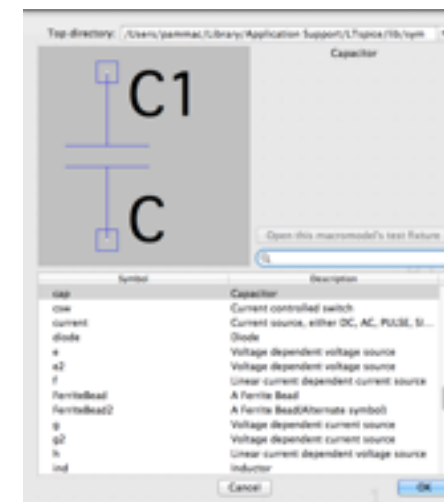 Top directory: /Users/pammac/Library/Application Support/LTspice/lib/sym
Capacitor
C1
C
Open this macromodel's test fixture
Symbol Description
cap Capacitor
csw Current controlled switch
current Current source, either DC, AC, PULSE, SI...
diode Diode
e Voltage dependent voltage source
e2 Voltage dependent voltage source
f Linear current dependent current source
FerriteBead A Ferrite Bead
FerriteBead2 A Ferrite Bead(Alternate symbol)
g Voltage dependent current source
g2 Voltage dependent current source
h Linear current dependent voltage source
ind Inductor
Cancel OK